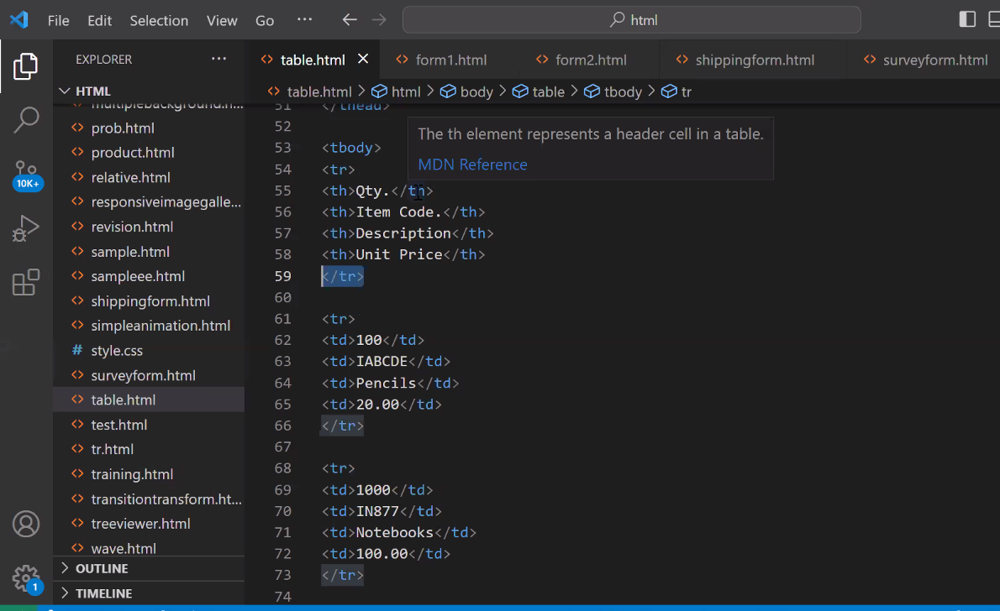 File Edit Selection View Go ··· html
EXPLORER ···
table.html form1.html form2.html shippingform.html surveyform.html
HTML
table.html > html > body > table > tbody > tr
multiplebackground.h...
prob.html
product.html
relative.html
responsiveimagegalle...
revision.html
sample.html
sampleee.html
shippingform.html
simpleanimation.html
style.css
surveyform.html
table.html
test.html
tr.html
training.html
transitiontransform.ht...
treeviewer.html
wave.html
OUTLINE
TIMELINE
10K+
1
51 </thead>
52
53 <tbody>
54 <tr>
55 <th>Qty.</th>
56 <th>Item Code.</th>
57 <th>Description</th>
58 <th>Unit Price</th>
59 </tr>
60
61 <tr>
62 <td>100</td>
63 <td>IABCDE</td>
64 <td>Pencils</td>
65 <td>20.00</td>
66 </tr>
67
68 <tr>
69 <td>1000</td>
70 <td>IN877</td>
71 <td>Notebooks</td>
72 <td>100.00</td>
73 </tr>
74
The th element represents a header cell in a table.
MDN Reference